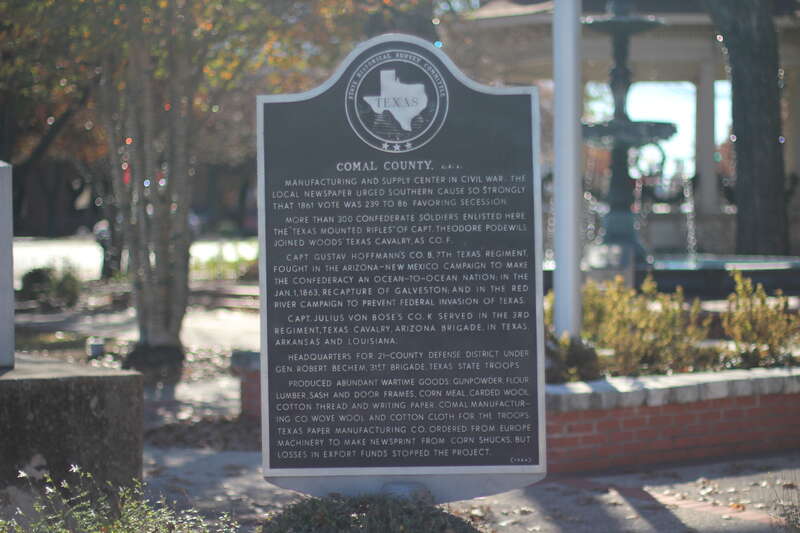 STATE HISTORICAL SURVEY COMMITTEE
TEXAS
COMAL COUNTY, C.S.A.
MANUFACTURING AND SUPPLY CENTER IN CIVIL WAR. THE
LOCAL NEWSPAPER URGED SOUTHERN CAUSE SO STRONGLY
THAT 1861 VOTE WAS 239 TO 86 FAVORING SECESSION.
MORE THAN 300 CONFEDERATE SOLDIERS ENLISTED HERE.
THE "TEXAS MOUNTED RIFLES" OF CAPT. THEODORE PODEWILL
JOINED WOODS' TEXAS CAVALRY, AS CO. F.
CAPT. GUSTAV HOFFMANN'S CO. B, 7TH TEXAS REGIMENT,
FOUGHT IN THE ARIZONA-NEW MEXICO CAMPAIGN TO MAKE
THE CONFEDERACY AN OCEAN-TO-OCEAN NATION; IN THE
JAN. 1, 1863, RECAPTURE OF GALVESTON; AND IN THE RED
RIVER CAMPAIGN TO PREVENT FEDERAL INVASION OF TEXAS.
CAPT. JULIUS VON BOSE'S CO. K SERVED IN THE 3RD
REGIMENT, TEXAS CAVALRY, ARIZONA BRIGADE, IN TEXAS,
ARKANSAS AND LOUISIANA.
HEADQUARTERS FOR 21-COUNTY DEFENSE DISTRICT UNDER
GEN. ROBERT BECHEM, 31ST BRIGADE, TEXAS STATE TROOPS.
PRODUCED ABUNDANT WARTIME GOODS: GUNPOWDER, FLOUR,
LUMBER, SASH AND DOOR FRAMES, CORN MEAL, CARDED WOOL,
COTTON THREAD AND WRITING PAPER. COMAL MANUFACTUR-
ING CO. WOVE WOOL AND COTTON CLOTH FOR THE TROOPS.
TEXAS PAPER MANUFACTURING CO. ORDERED FROM EUROPE
MACHINERY TO MAKE NEWSPRINT FROM CORN SHUCKS, BUT
LOSSES IN EXPORT FUNDS STOPPED THE PROJECT.